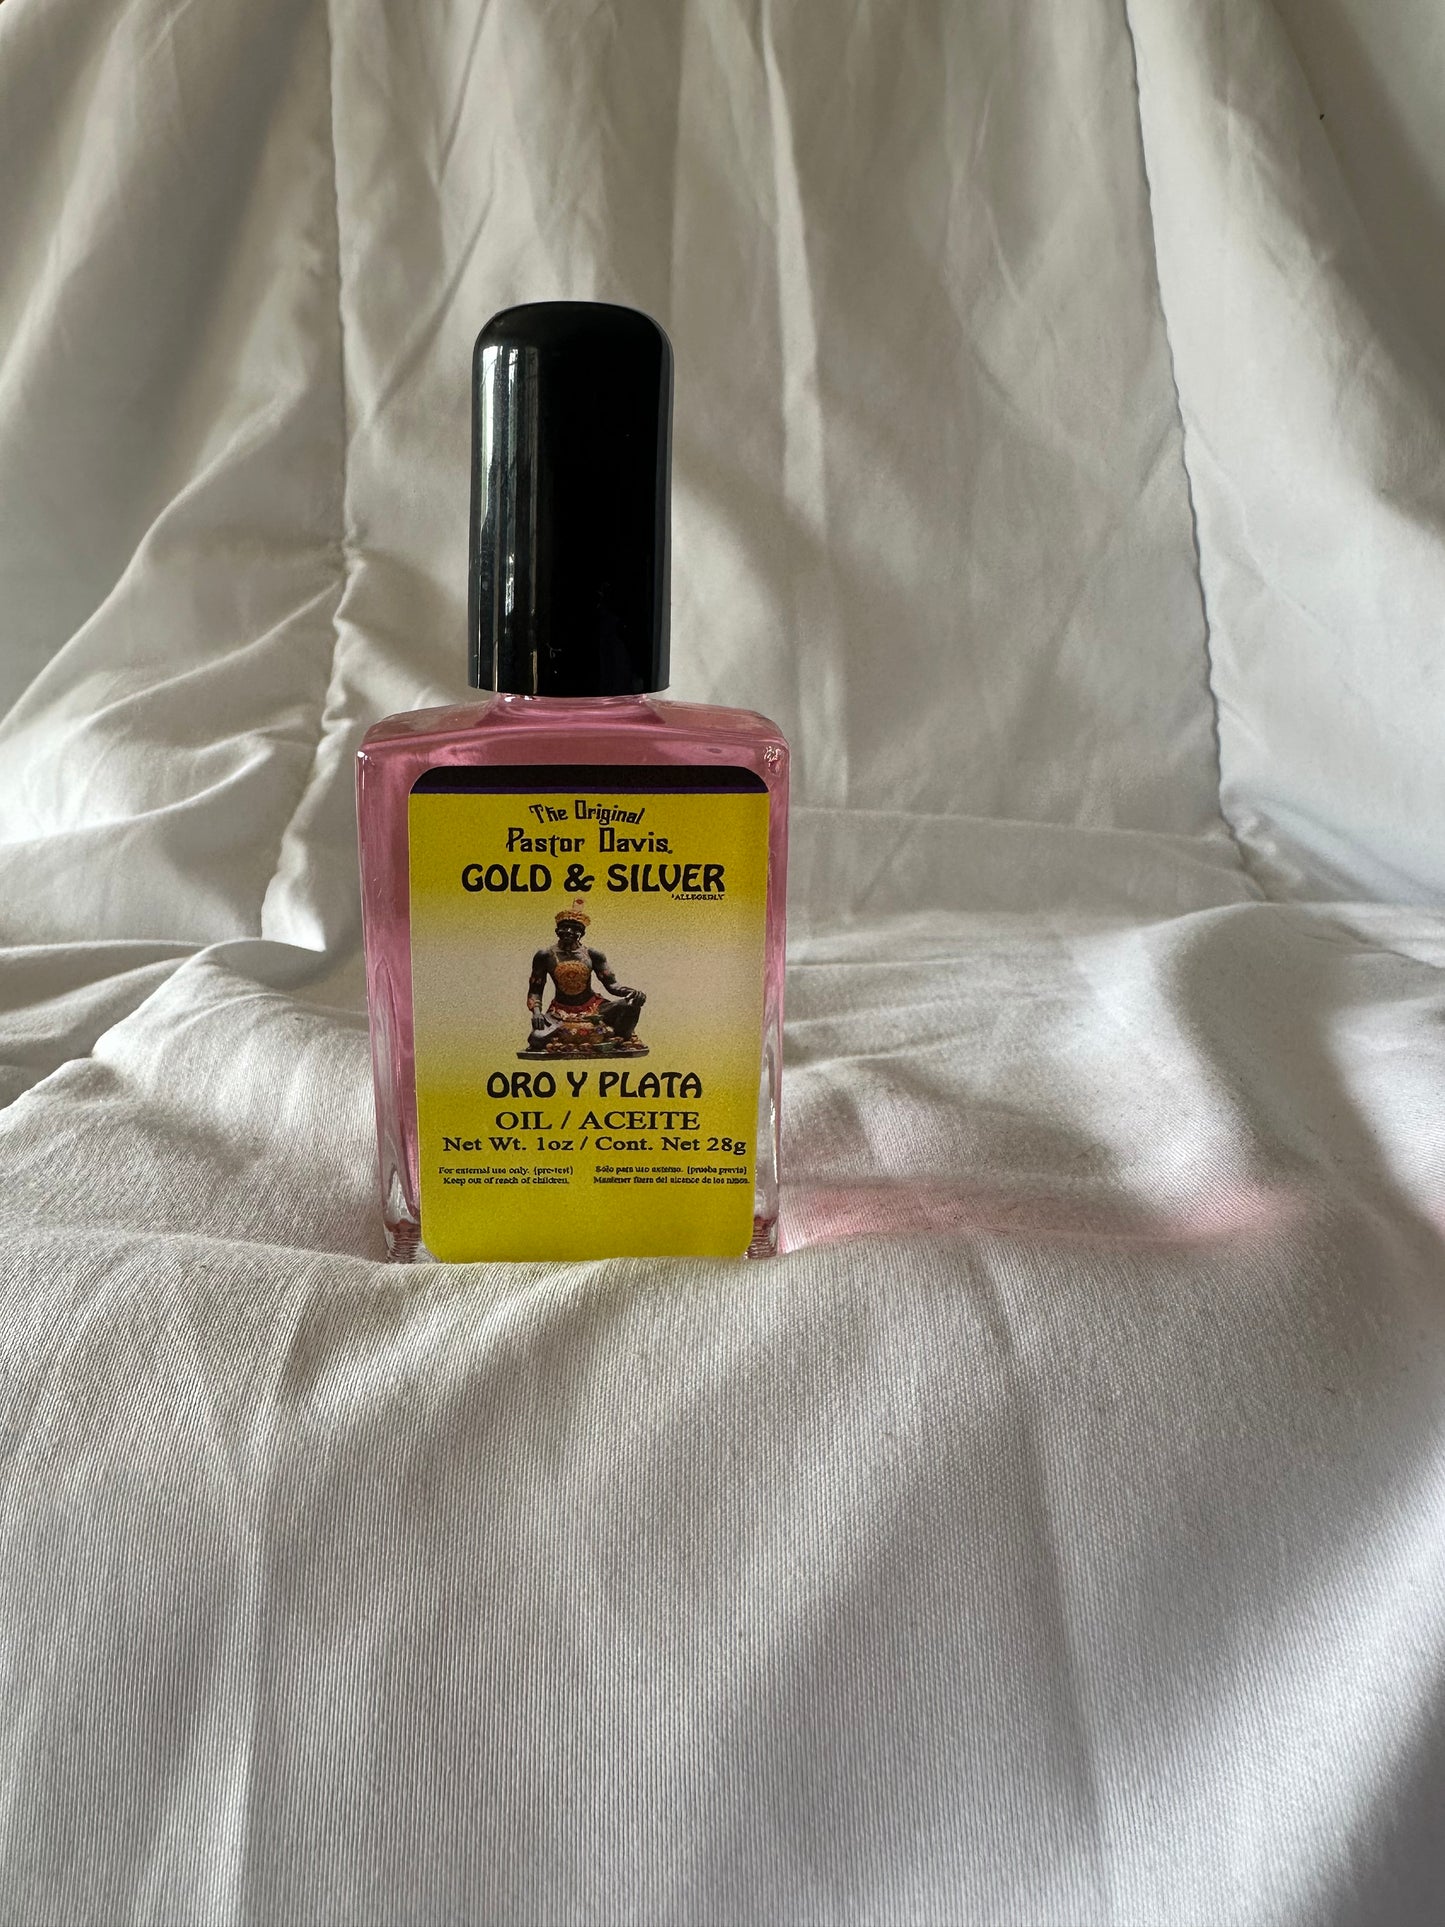 The Original
Pastor Davis.
GOLD & SILVER
*ALLEGEDLY
ORO Y PLATA
OIL / ACEITE
Net Wt. 1oz / Cont. Net 28g
For external use only. (pre-test)
Keep out of reach of children.
Sólo para uso externo. (prueba previa)
Mantener fuera del alcance de los niños.